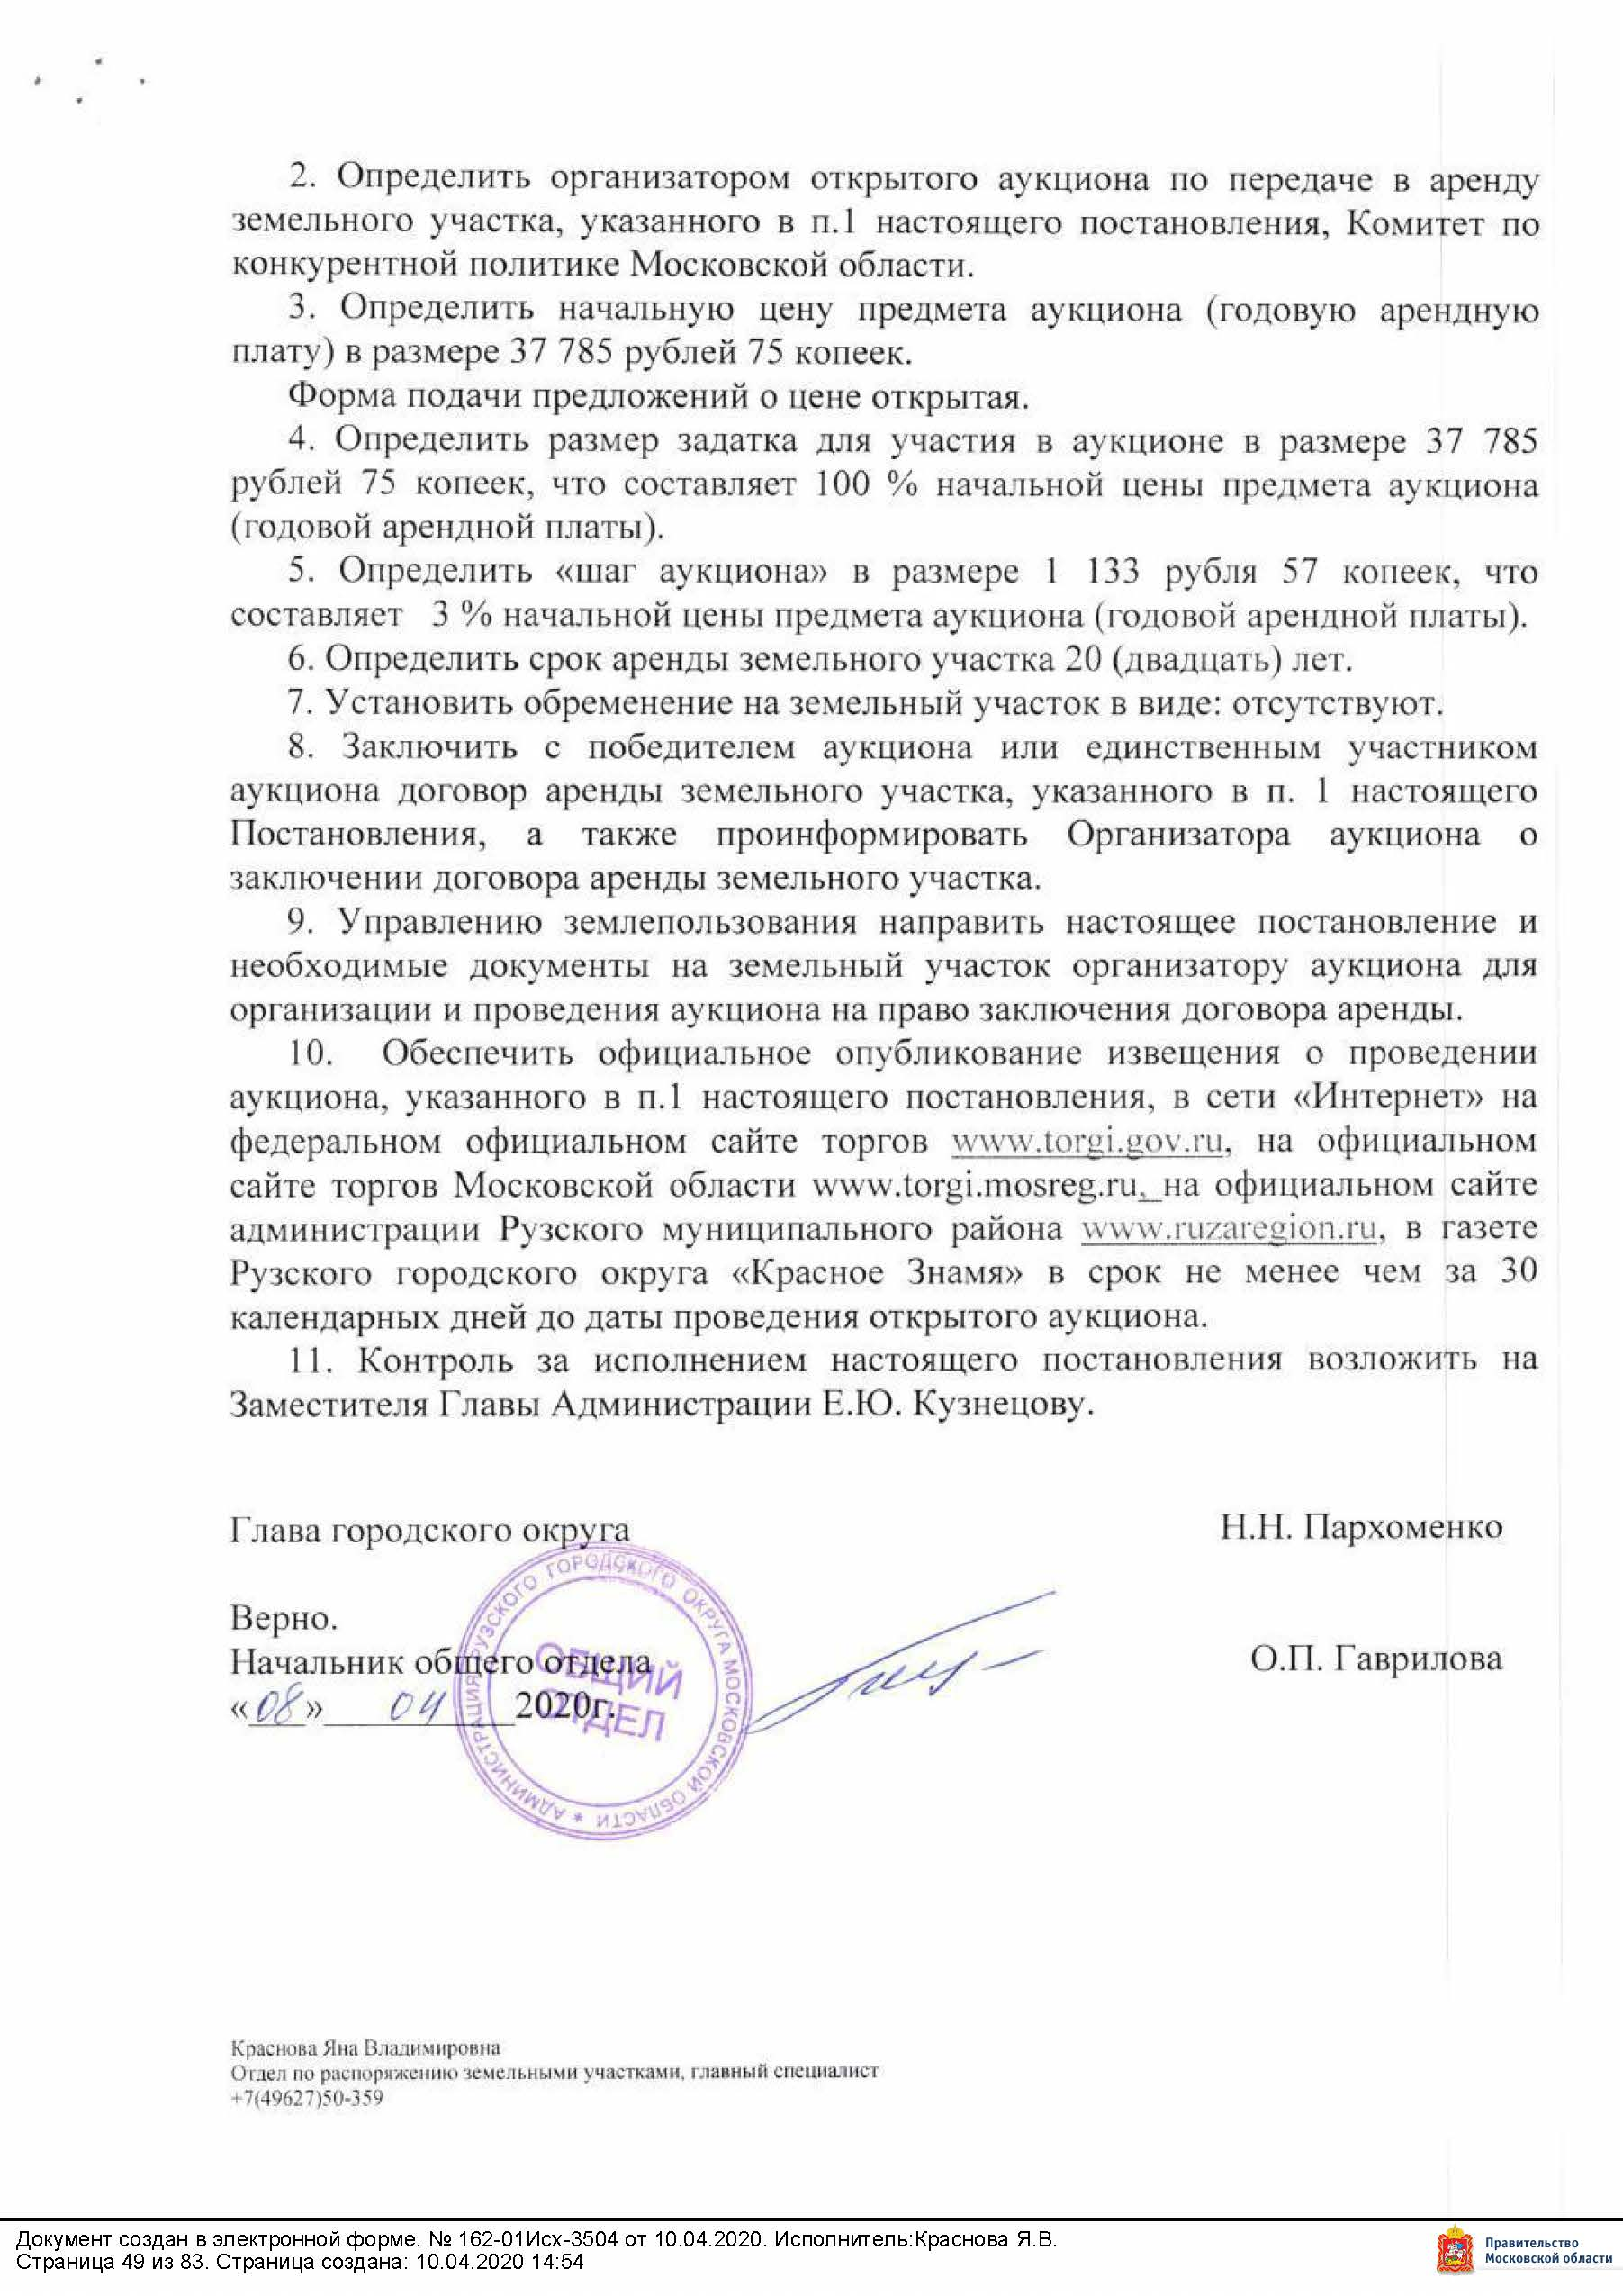 2. Определить организатором открытого аукциона по передаче в аренду
земельного участка, указанного в п.1 настоящего постановления, Комитет по
конкурентной политике Московской области.
3. Определить начальную цену предмета аукциона (годовую арендную
плату) в размере 37 785 рублей 75 копеек.
Форма подачи предложений о цене открытая.
4. Определить размер задатка для участия в аукционе в размере 37 785
рублей 75 копеек, что составляет 100 % начальной цены предмета аукциона
(годовой арендной платы).
5. Определить «шаг аукциона» в размере 1 133 рубля 57 копеек, что
составляет 3 % начальной цены предмета аукциона (годовой арендной платы).
6. Определить срок аренды земельного участка 20 (двадцать) лет.
7. Установить обременение на земельный участок в виде: отсутствуют.
8. Заключить с победителем аукциона или единственным участником
аукциона договор аренды земельного участка, указанного в п. 1 настоящего
Постановления, а также проинформировать Организатора аукциона о
заключении договора аренды земельного участка.
9. Управлению землепользования направить настоящее постановление и
необходимые документы на земельный участок организатору аукциона для
организации и проведения аукциона на право заключения договора аренды.
10. Обеспечить официальное опубликование извещения о проведении
аукциона, указанного в п.1 настоящего постановления, в сети «Интернет» на
федеральном официальном сайте торгов www.torgi.gov.ru, на официальном
сайте торгов Московской области www.torgi.mosreg.ru, на официальном сайте
администрации Рузского муниципального района www.ruzaregion.ru, в газете
Рузского городского округа «Красное Знамя» в срок не менее чем за 30
календарных дней до даты проведения открытого аукциона.
11. Контроль за исполнением настоящего постановления возложить на
Заместителя Главы Администрации Е.Ю. Кузнецову.
Глава городского округа Н.Н. Пархоменко
Верно.
Начальник общего отдела О.П. Гаврилова
«08» 04 2020г.
АДМИНИСТРАЦИЯ РУЗСКОГО ГОРОДСКОГО ОКРУГА МОСКОВСКОЙ ОБЛАСТИ *
ОБЩИЙ
ОТДЕЛ
Краснова Яна Владимировна
Отдел по распоряжению земельными участками, главный специалист
+7(49627)50-359
Документ создан в электронной форме. № 162-01Исх-3504 от 10.04.2020. Исполнитель:Краснова Я.В.
Страница 49 из 83. Страница создана: 10.04.2020 14:54
Правительство
Московской области